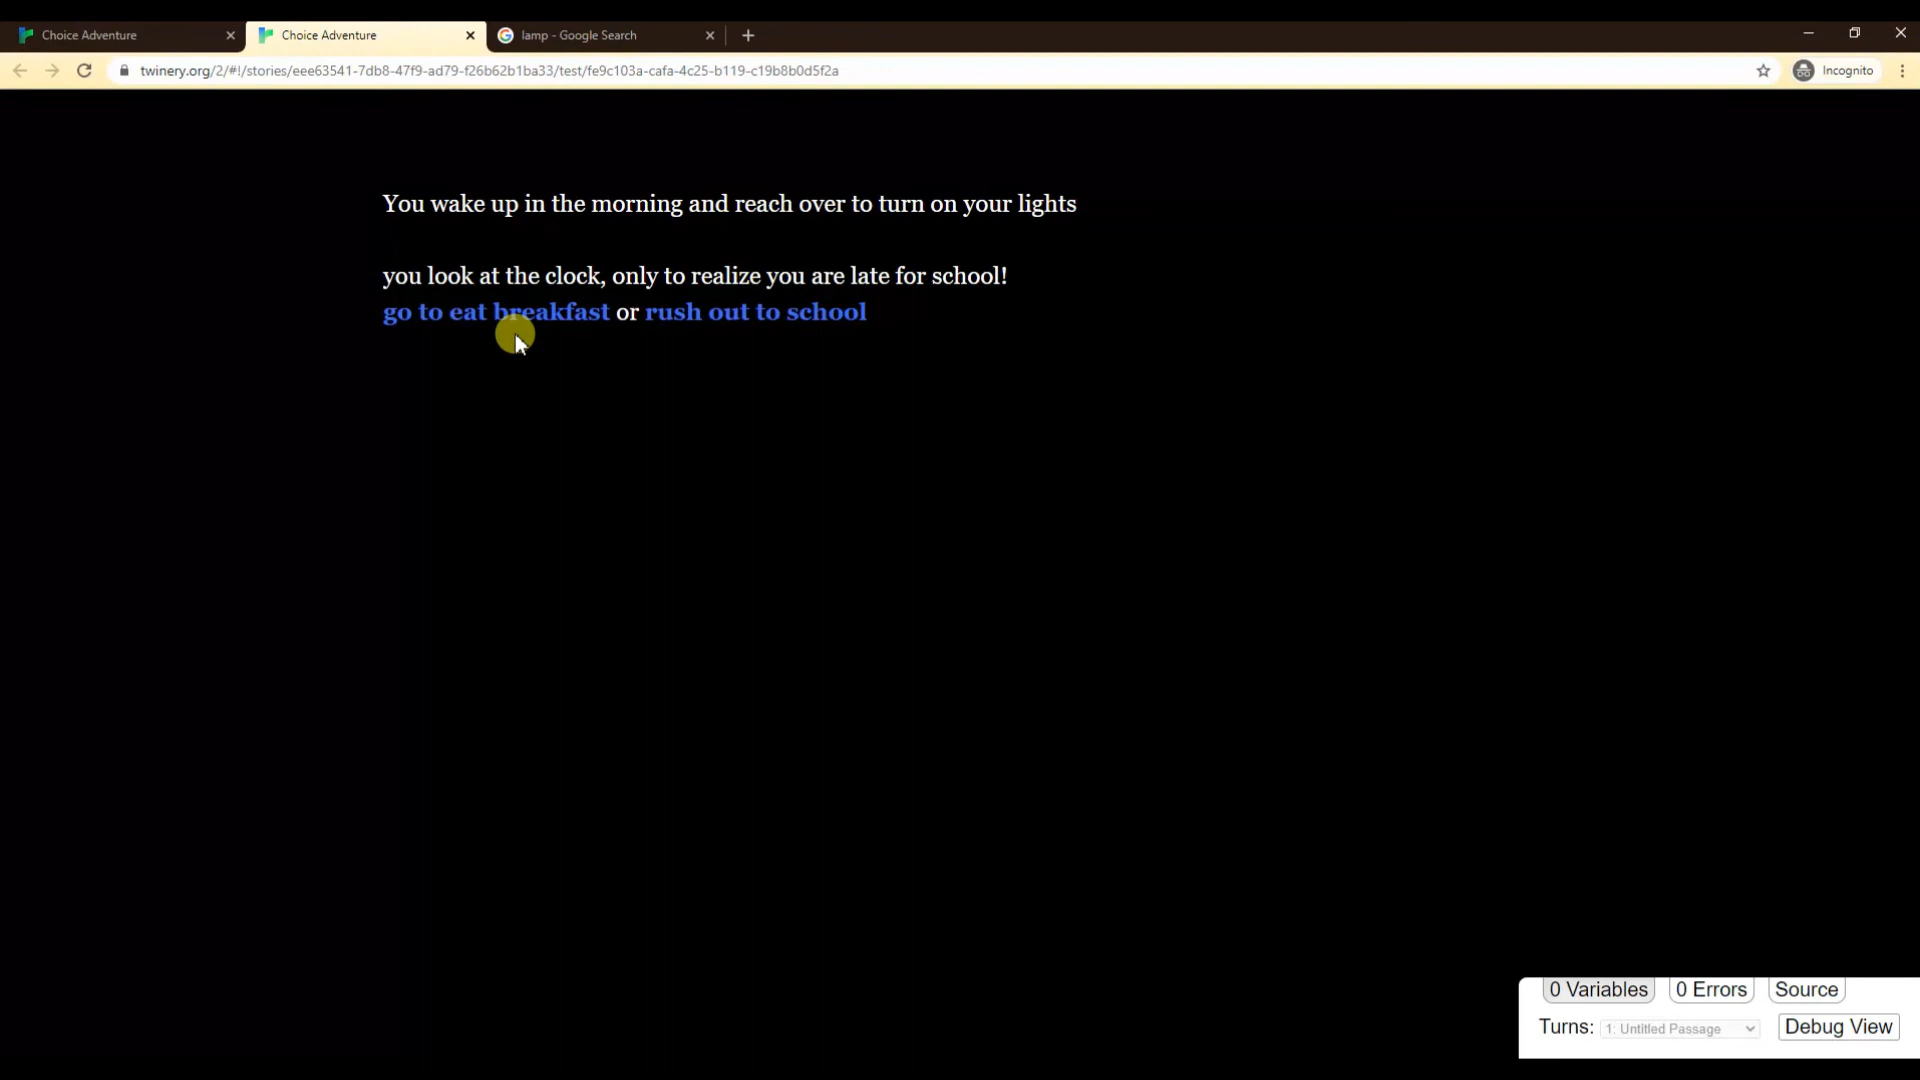 Choice Adventure
Choice Adventure
lamp - Google Search
twinery.org/2/#!/stories/eee63541-7db8-47f9-ad79-f26b62b1ba33/test/fe9c103a-cafa-4c25-b119-c19b8b0d5f2a
Incognito
You wake up in the morning and reach over to turn on your lights
you look at the clock, only to realize you are late for school!
go to eat breakfast or rush out to school
0 Variables 0 Errors Source
Turns: 1: Untitled Passage Debug View